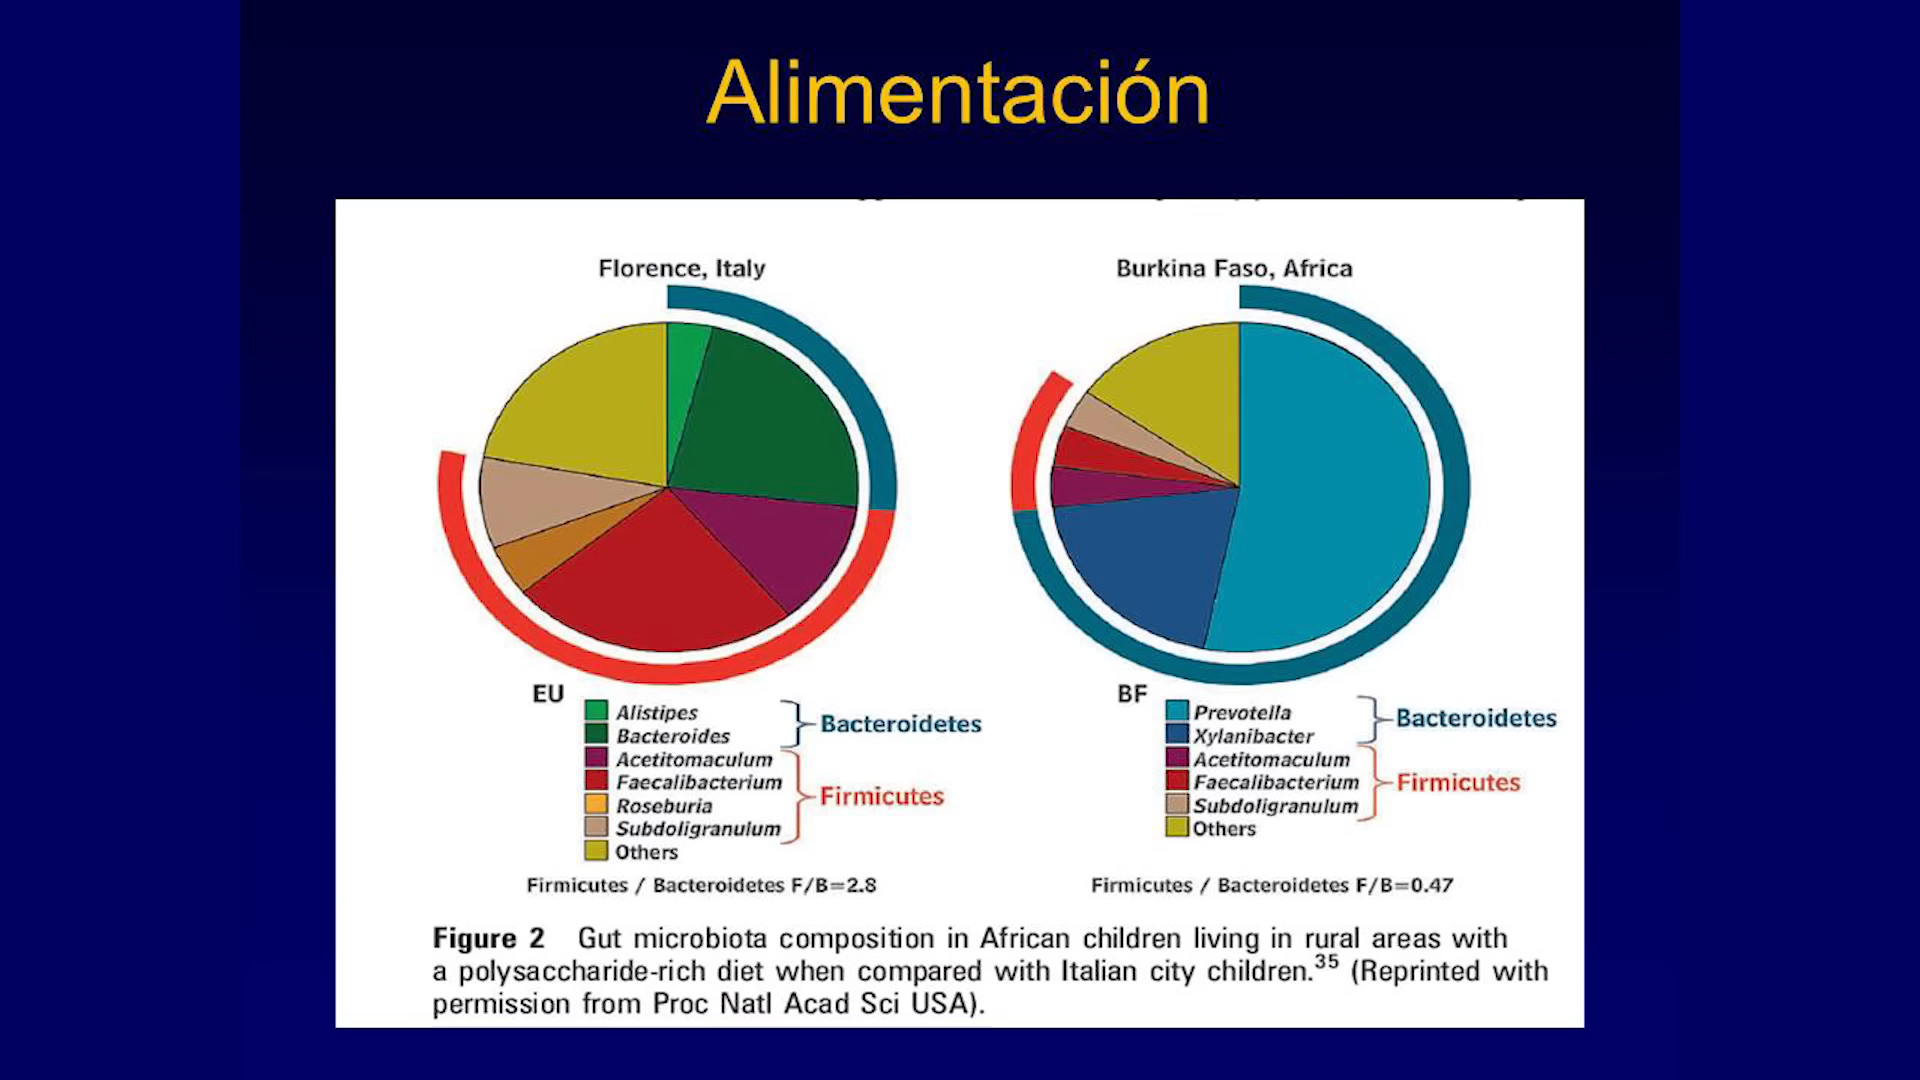 Alimentación
Florence, Italy
Burkina Faso, Africa
EU
Alistipes
Bacteroides
Acetitomaculum
Faecalibacterium
Roseburia
Subdoligranulum
Others
Bacteroidetes
Firmicutes
Firmicutes / Bacteroidetes F/B=2.8
BF
Prevotella
Xylanibacter
Acetitomaculum
Faecalibacterium
Subdoligranulum
Others
Bacteroidetes
Firmicutes
Firmicutes / Bacteroidetes F/B=0.47
Figure 2 Gut microbiota composition in African children living in rural areas with
a polysaccharide-rich diet when compared with Italian city children.35 (Reprinted with
permission from Proc Natl Acad Sci USA).